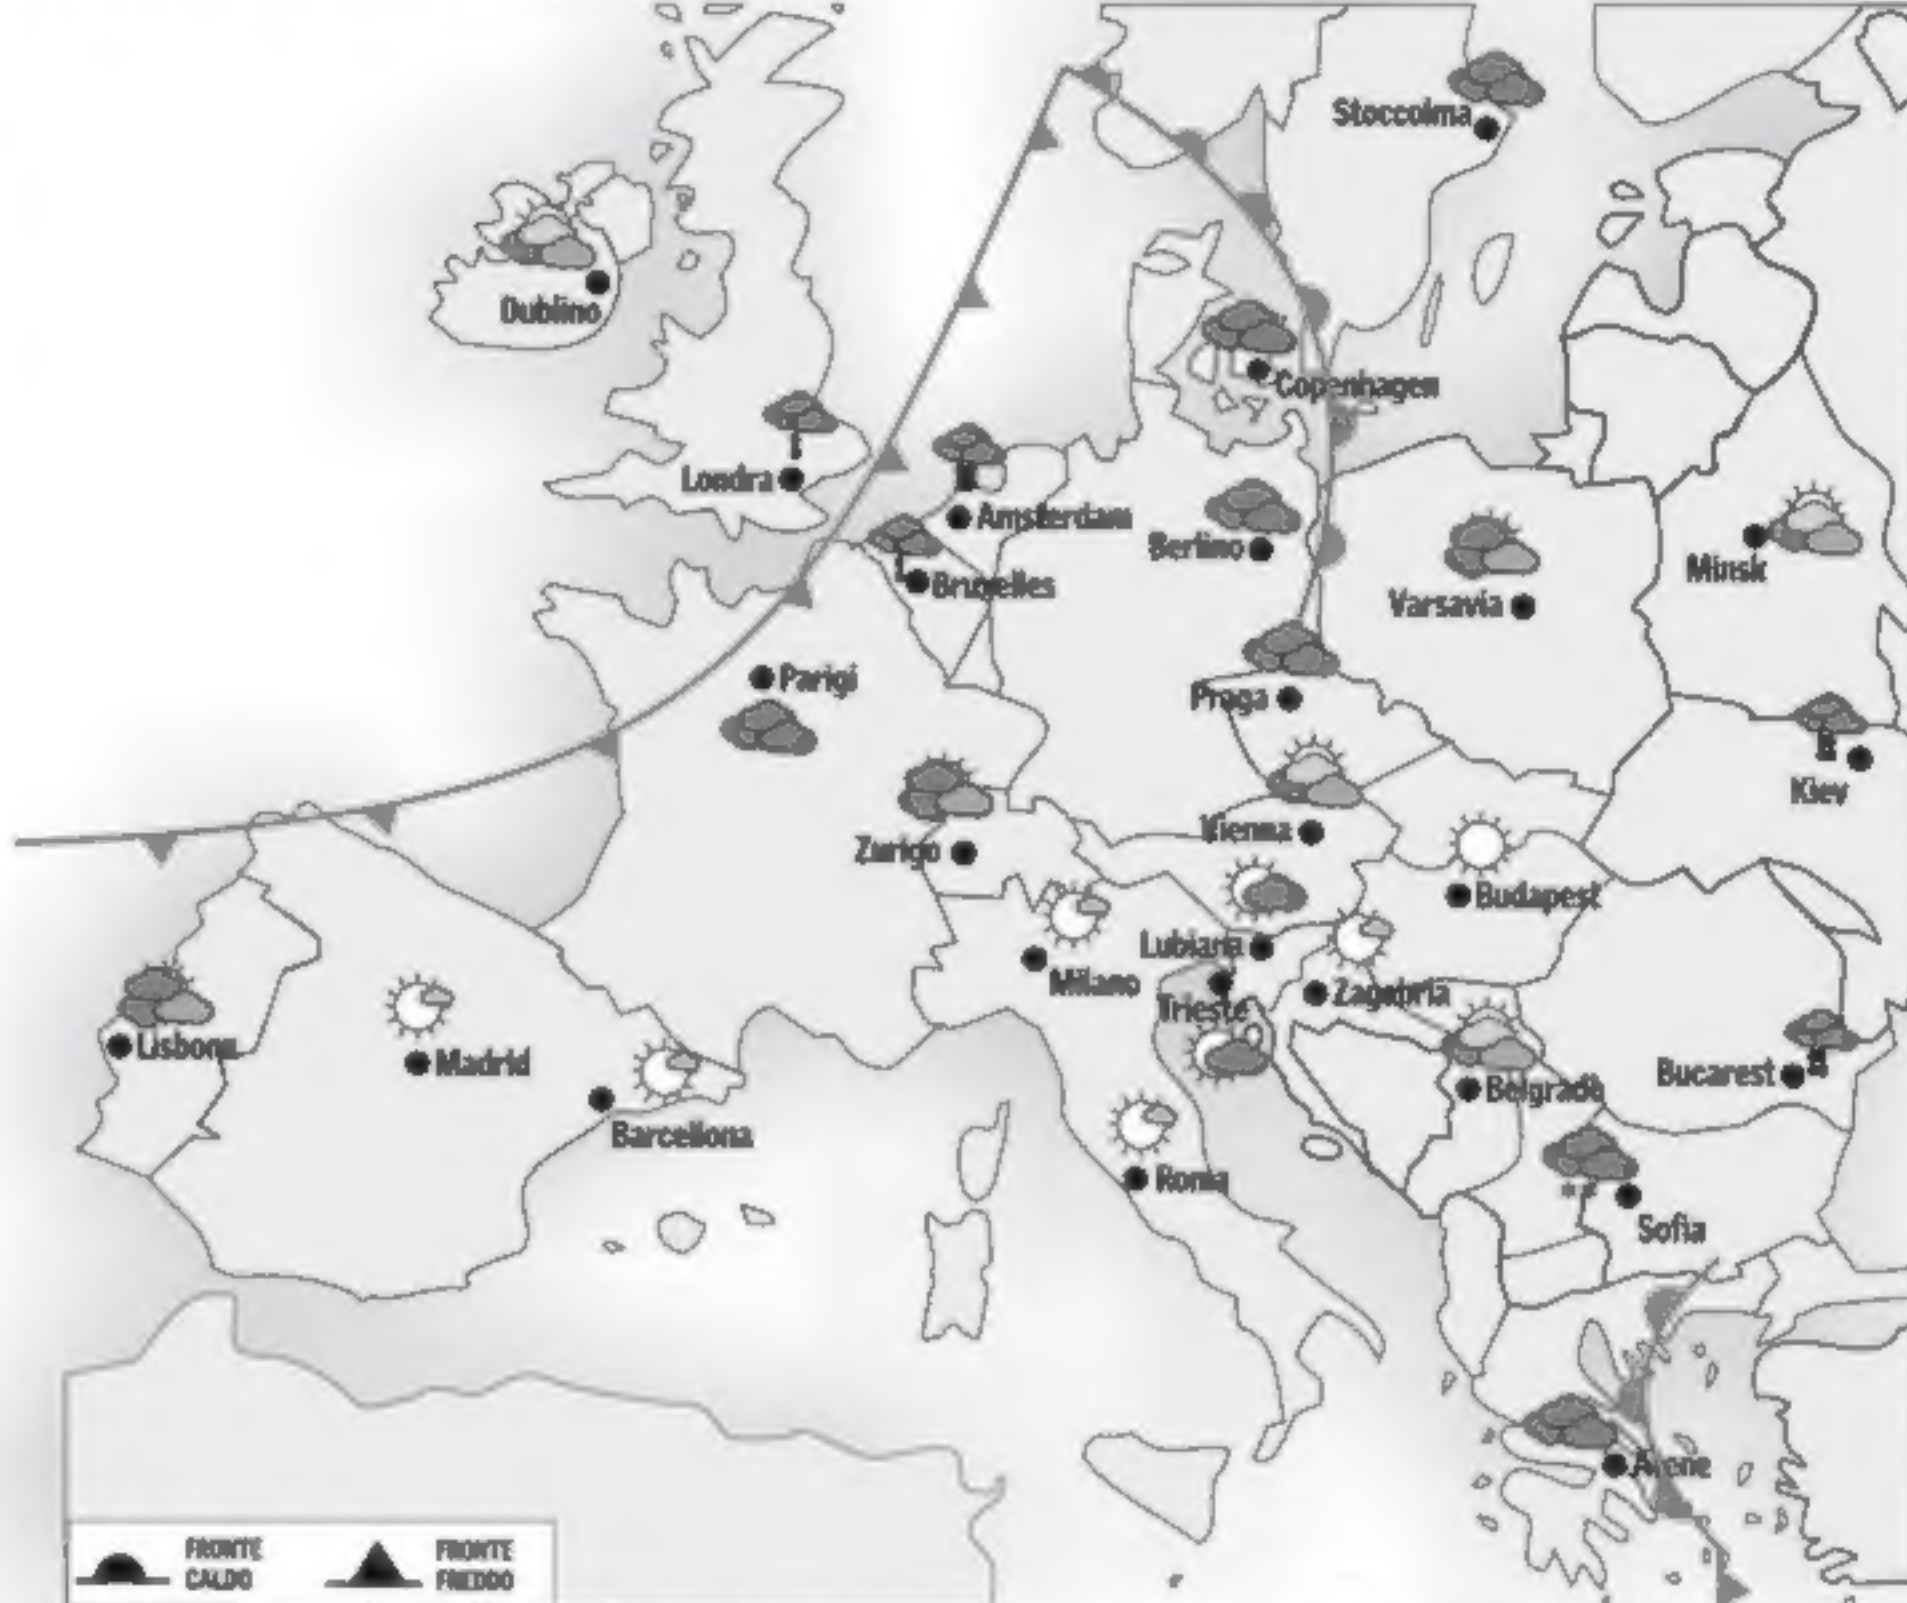 Stoccolma
Dublino
Copenhagen
Londra
Amsterdam
Berlino
Minsk
Bruxelles
Varsavia
Parigi
Praga
Kiev
Vienna
Zurigo
Budapest
Lubiana
Milano
Zagabria
Trieste
Lisbona
Madrid
Bucarest
Belgrado
Barcellona
Roma
Sofia
Atene
FRONTE
CALDO
FRONTE
FREDDO